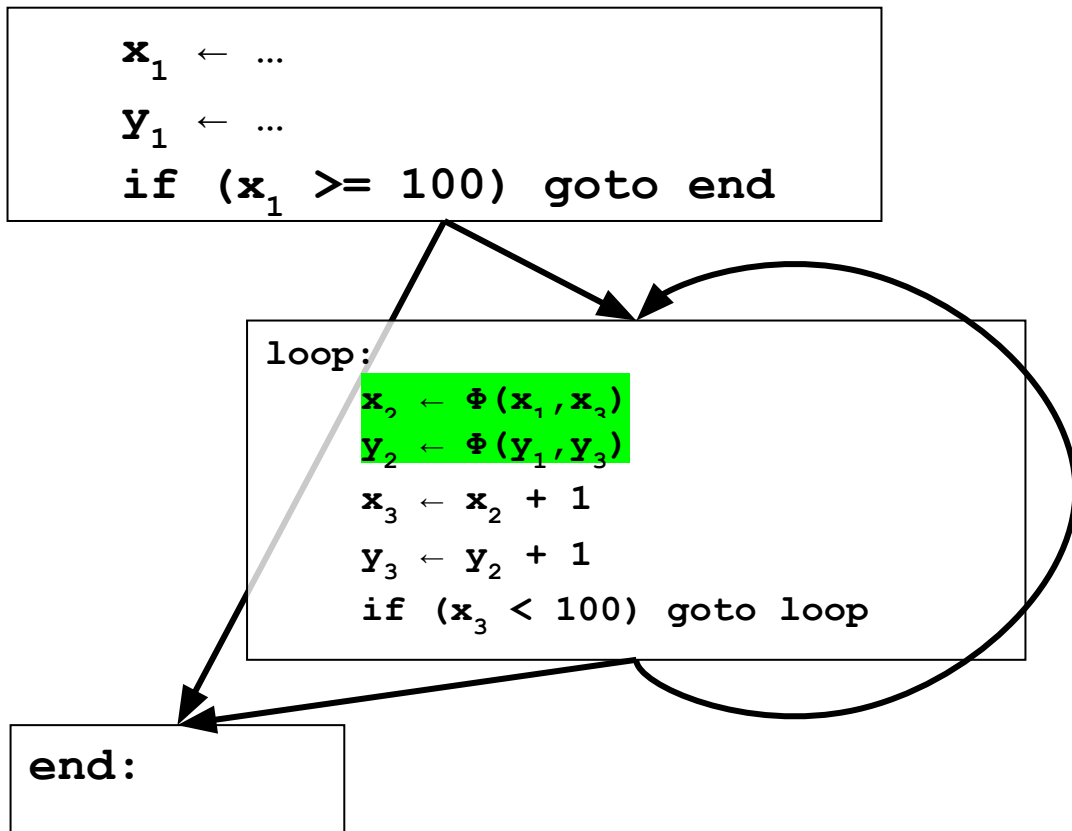 x₁ ← …
y₁ ← …
if (x₁ >= 100) goto end
loop:
x₂ ← Φ(x₁,x₃)
y₂ ← Φ(y₁,y₃)
x₃ ← x₂ + 1
y₃ ← y₂ + 1
if (x₃ < 100) goto loop
end: